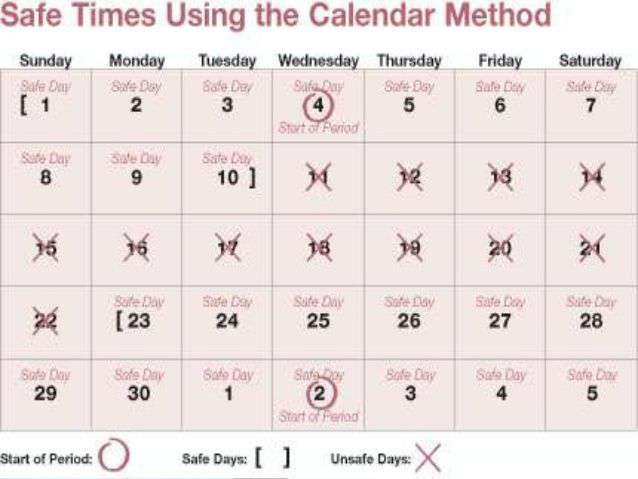 Safe Times Using the Calendar Method
Sunday Monday Tuesday Wednesday Thursday Friday Saturday
Safe Day Safe Day Safe Day Safe Day Safe Day Safe Day Safe Day
[ 1 2 3 4 5 6 7
Start of Period
Safe Day Safe Day Safe Day
8 9 10 ] 11 12 13 14
15 16 17 18 19 20 21
Safe Day Safe Day Safe Day Safe Day Safe Day Safe Day
22 [ 23 24 25 26 27 28
Safe Day Safe Day Safe Day Safe Day Safe Day Safe Day Safe Day
29 30 1 2 3 4 5
Start of Period
Start of Period: Safe Days: [ ] Unsafe Days: